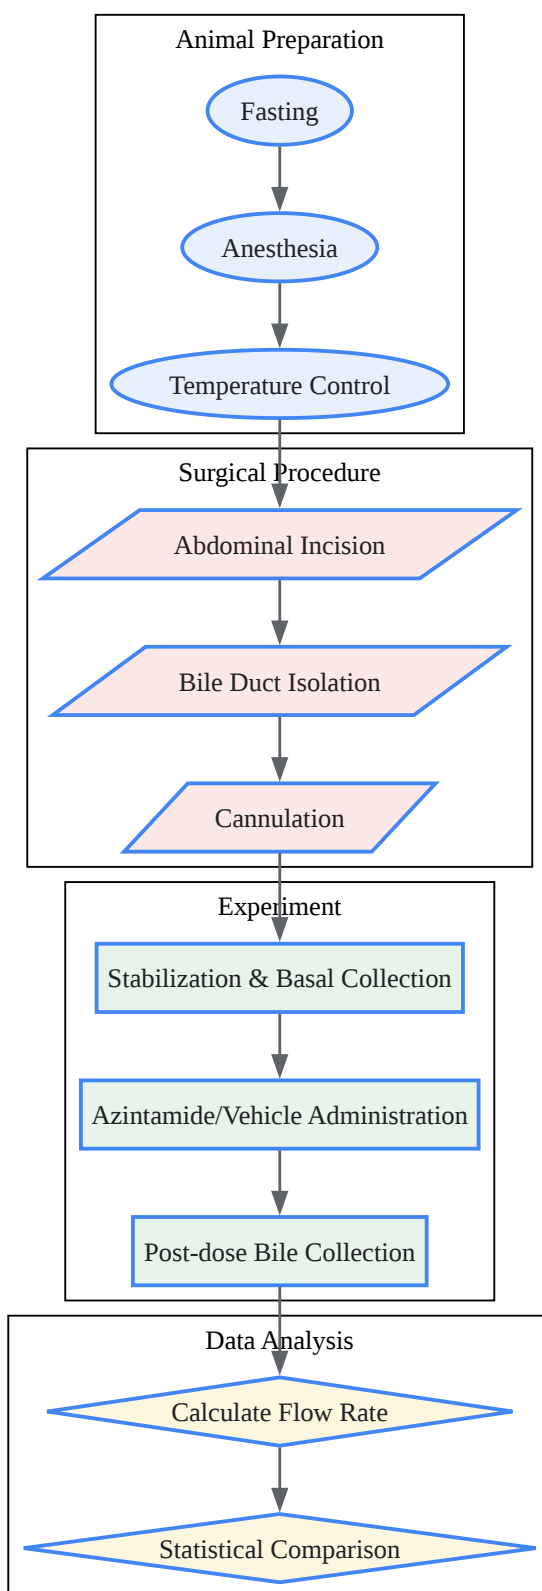 Animal Preparation
Fasting
Anesthesia
Temperature Control
Surgical Procedure
Abdominal Incision
Bile Duct Isolation
Cannulation
Experiment
Stabilization & Basal Collection
Azintamide/Vehicle Administration
Post-dose Bile Collection
Data Analysis
Calculate Flow Rate
Statistical Comparison